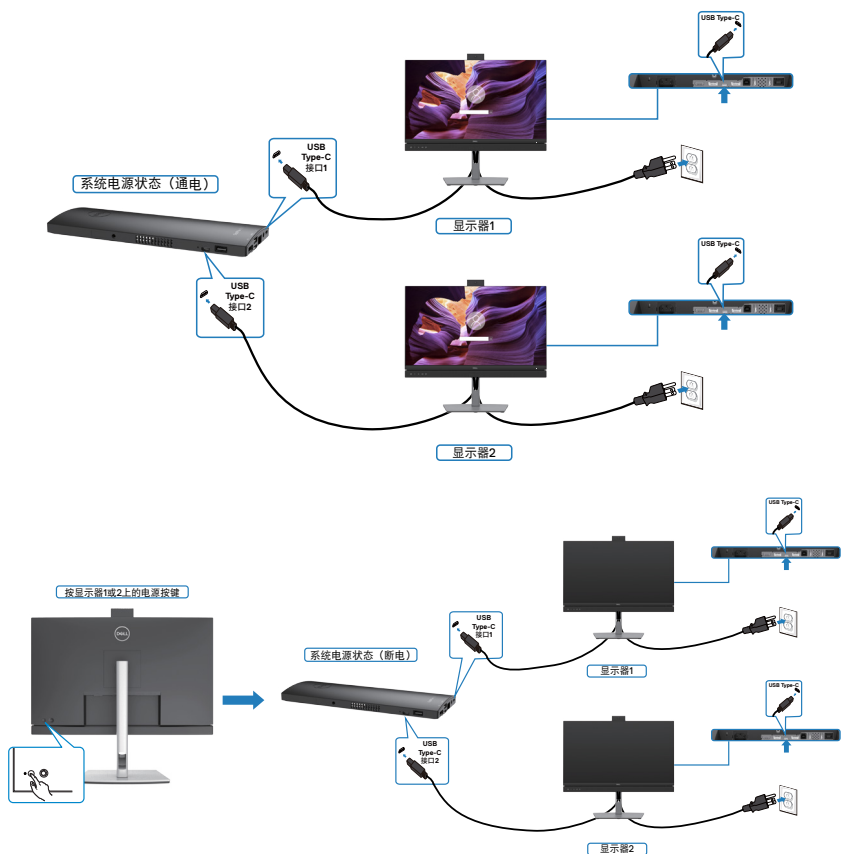 USB Type-C
USB
Type-C
接口1
系统电源状态（通电）
显示器1
USB Type-C
USB
Type-C
接口2
显示器2
USB Type-C
按显示器1或2上的电源按键
DELL
USB
Type-C
接口1
系统电源状态（断电）
显示器1
USB Type-C
USB
Type-C
接口2
显示器2